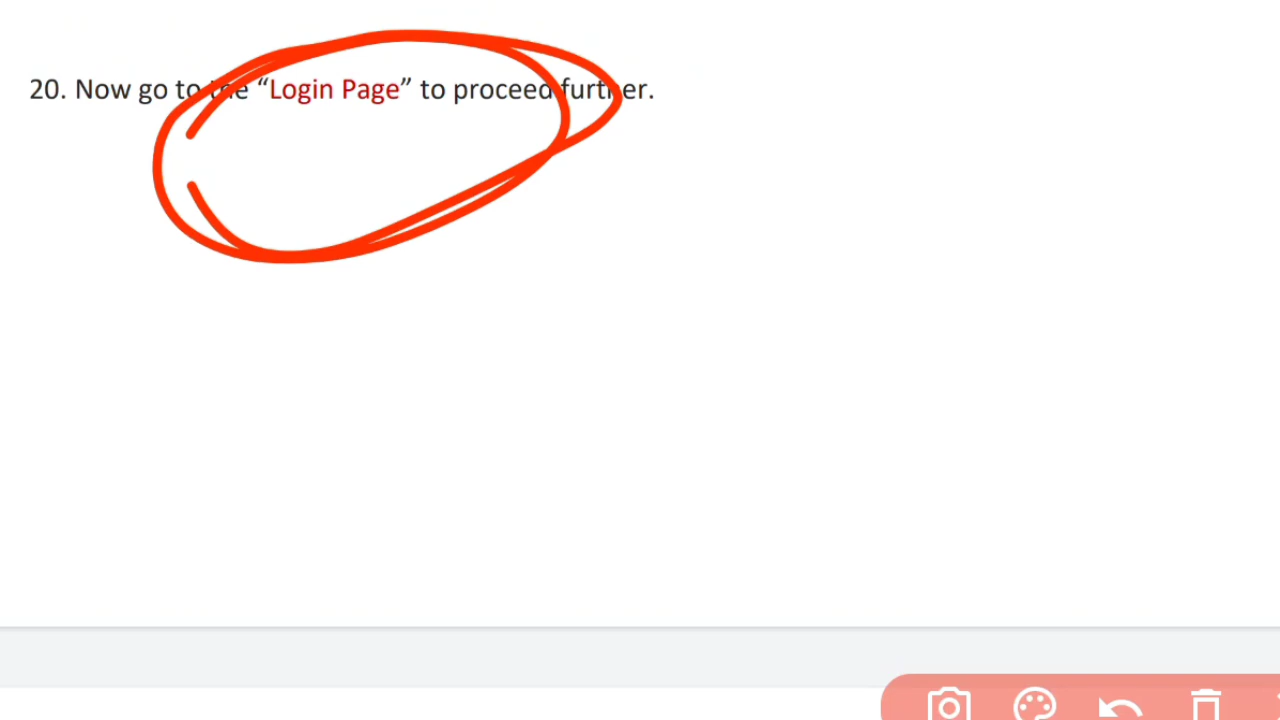 20. Now go to the “Login Page” to proceed further.